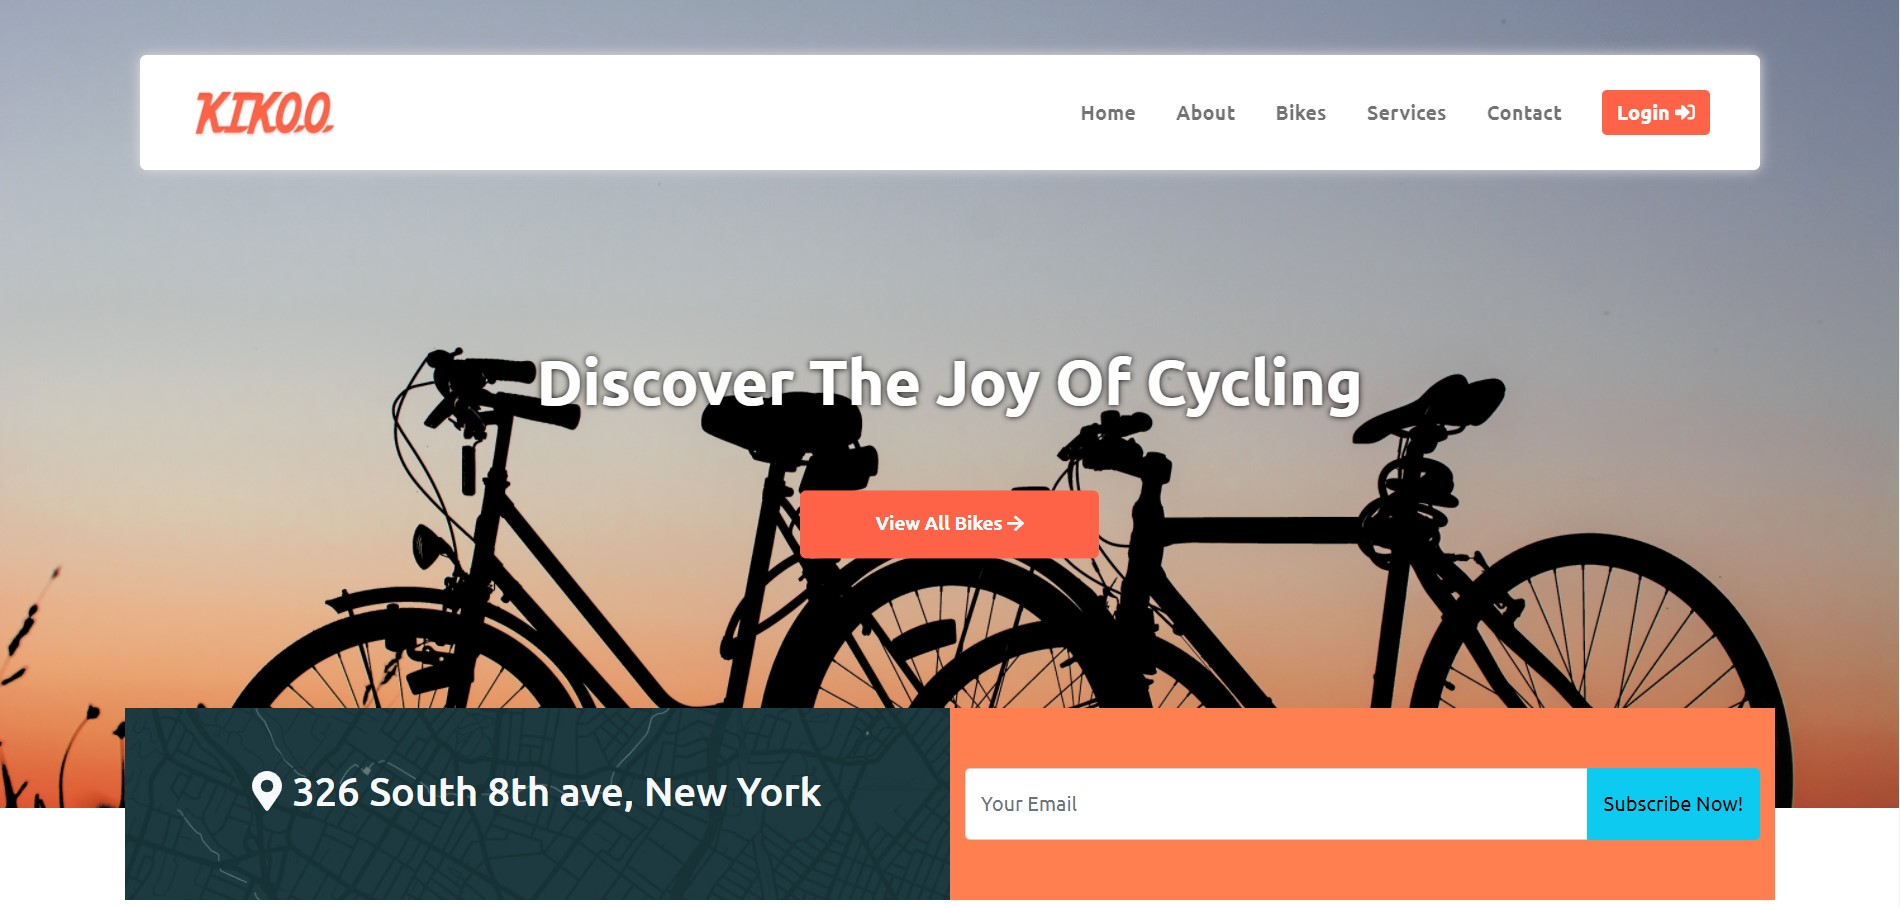 KIKO.O.
Home About Bikes Services Contact Login
Discover The Joy Of Cycling
View All Bikes
326 South 8th ave, New York
Your Email Subscribe Now!